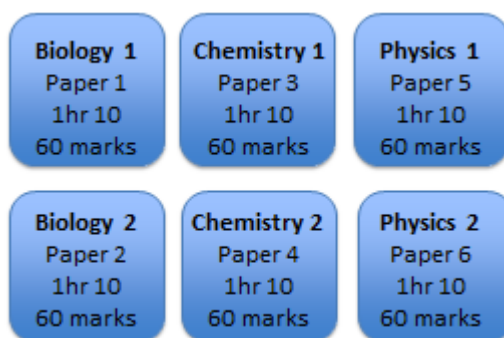 Biology 1
Paper 1
1hr 10
60 marks
Chemistry 1
Paper 3
1hr 10
60 marks
Physics 1
Paper 5
1hr 10
60 marks
Biology 2
Paper 2
1hr 10
60 marks
Chemistry 2
Paper 4
1hr 10
60 marks
Physics 2
Paper 6
1hr 10
60 marks